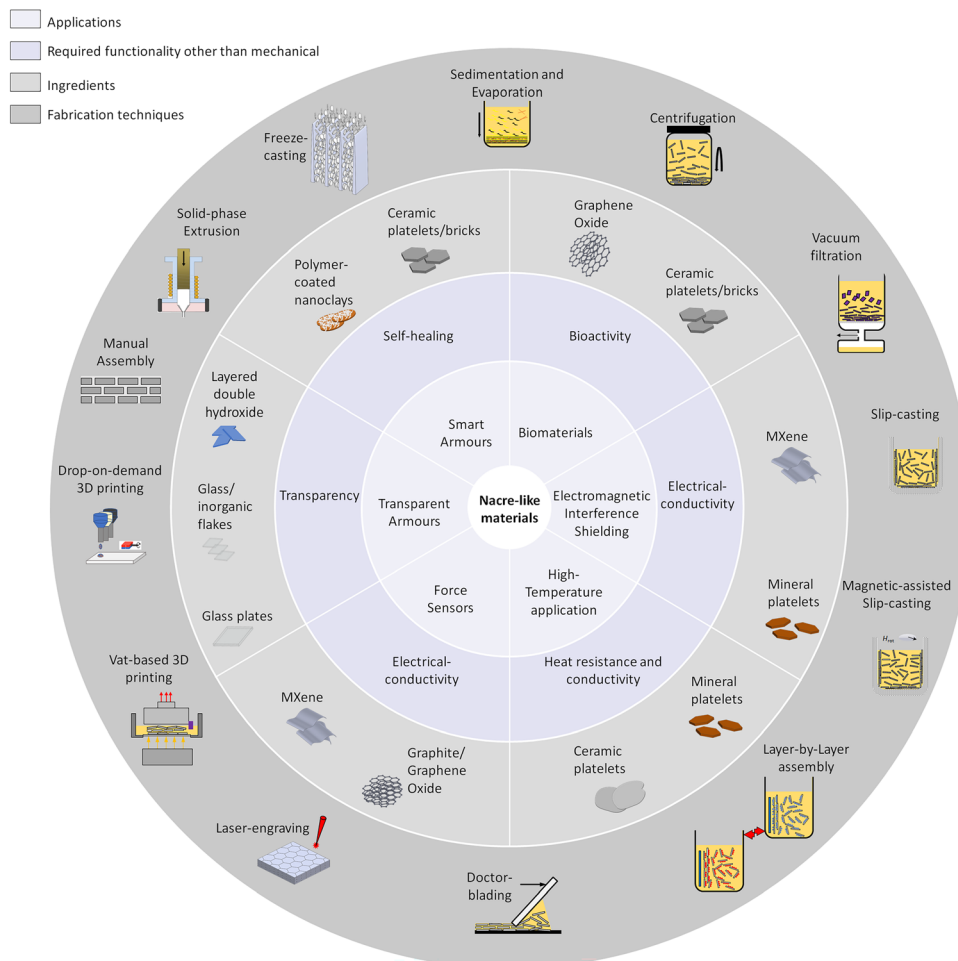 Applications
Required functionality other than mechanical
Ingredients
Fabrication techniques
Sedimentation and
Evaporation
Centrifugation
Vacuum
filtration
Slip-casting
Magnetic-assisted
Slip-casting
Layer-by-Layer
assembly
Doctor-
blading
Laser-engraving
Vat-based 3D
printing
Drop-on-demand
3D printing
Manual
Assembly
Solid-phase
Extrusion
Freeze-
casting
Ceramic
platelets/bricks
Polymer-
coated
nanoclays
Graphene
Oxide
Ceramic
platelets/bricks
MXene
Mineral
platelets
Mineral
platelets
Ceramic
platelets
Graphite/
Graphene
Oxide
MXene
Glass plates
Glass/
inorganic
flakes
Layered
double
hydroxide
Self-healing
Bioactivity
Electrical-
conductivity
Heat resistance and
conductivity
Electrical-
conductivity
Transparency
Smart
Armours
Biomaterials
Electromagnetic
Interference
Shielding
High-
Temperature
application
Force
Sensors
Transparent
Armours
Nacre-like
materials